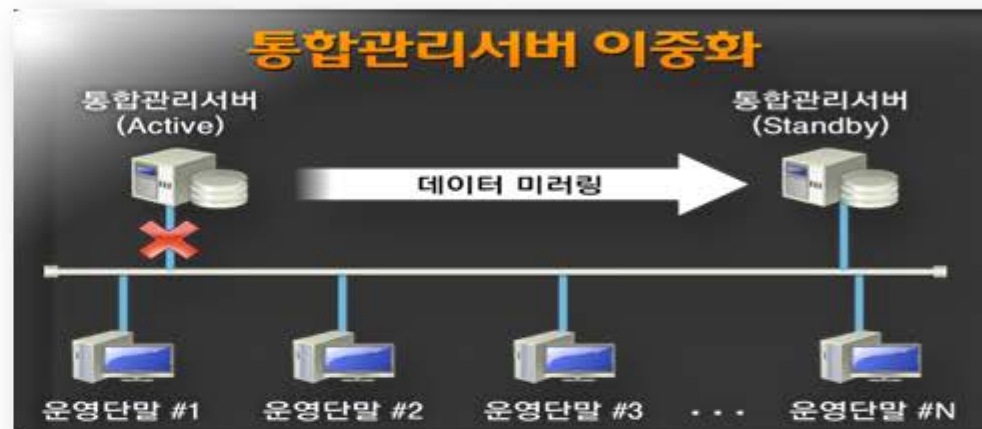 통합관리서버 이중화
통합관리서버
(Active)
통합관리서버
(Standby)
데이터 미러링
운영단말 #1
운영단말 #2
운영단말 #3
. . .
운영단말 #N